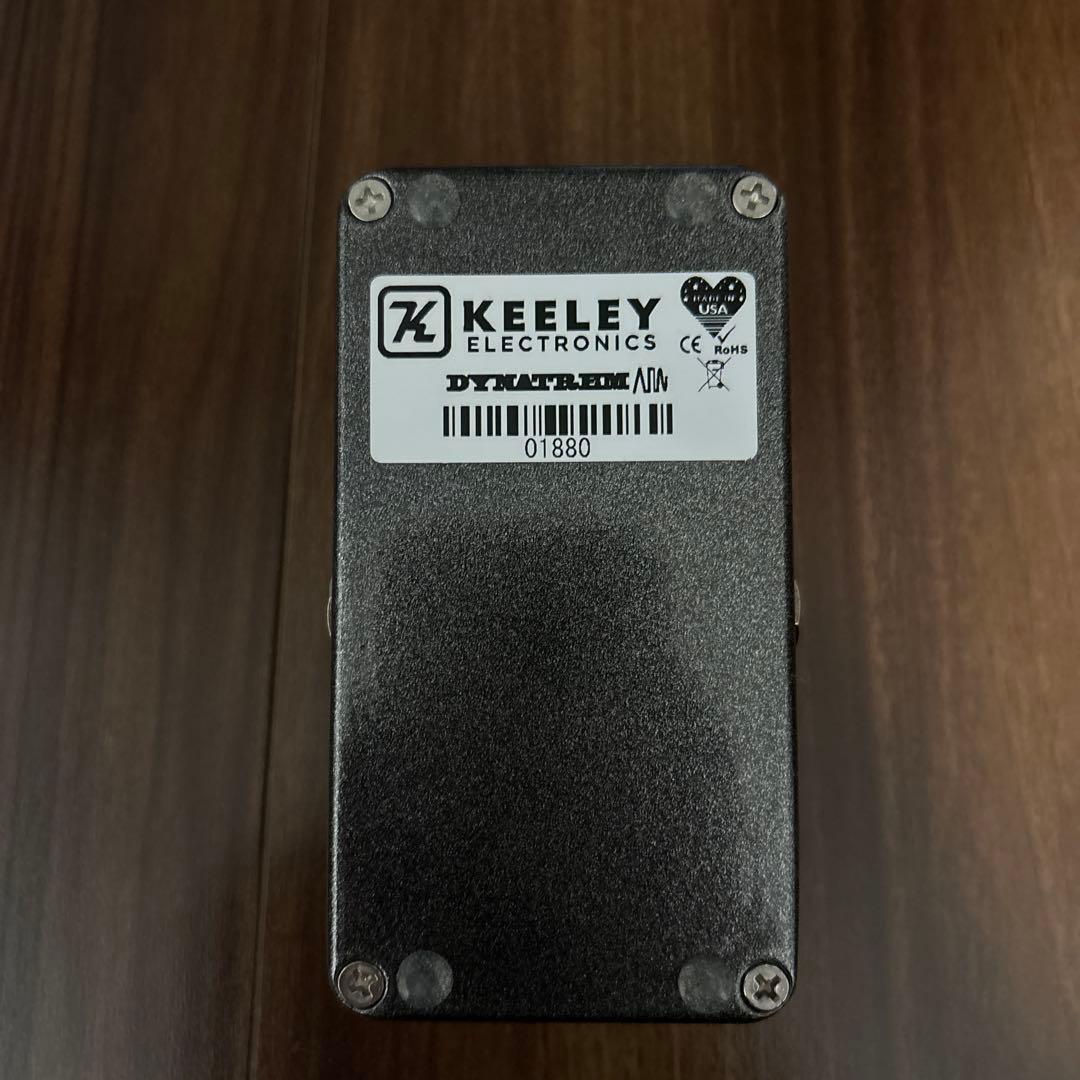 K KEELEY
ELECTRONICS
MADE IN
USA
CE RoHS
DYNATREM
01880